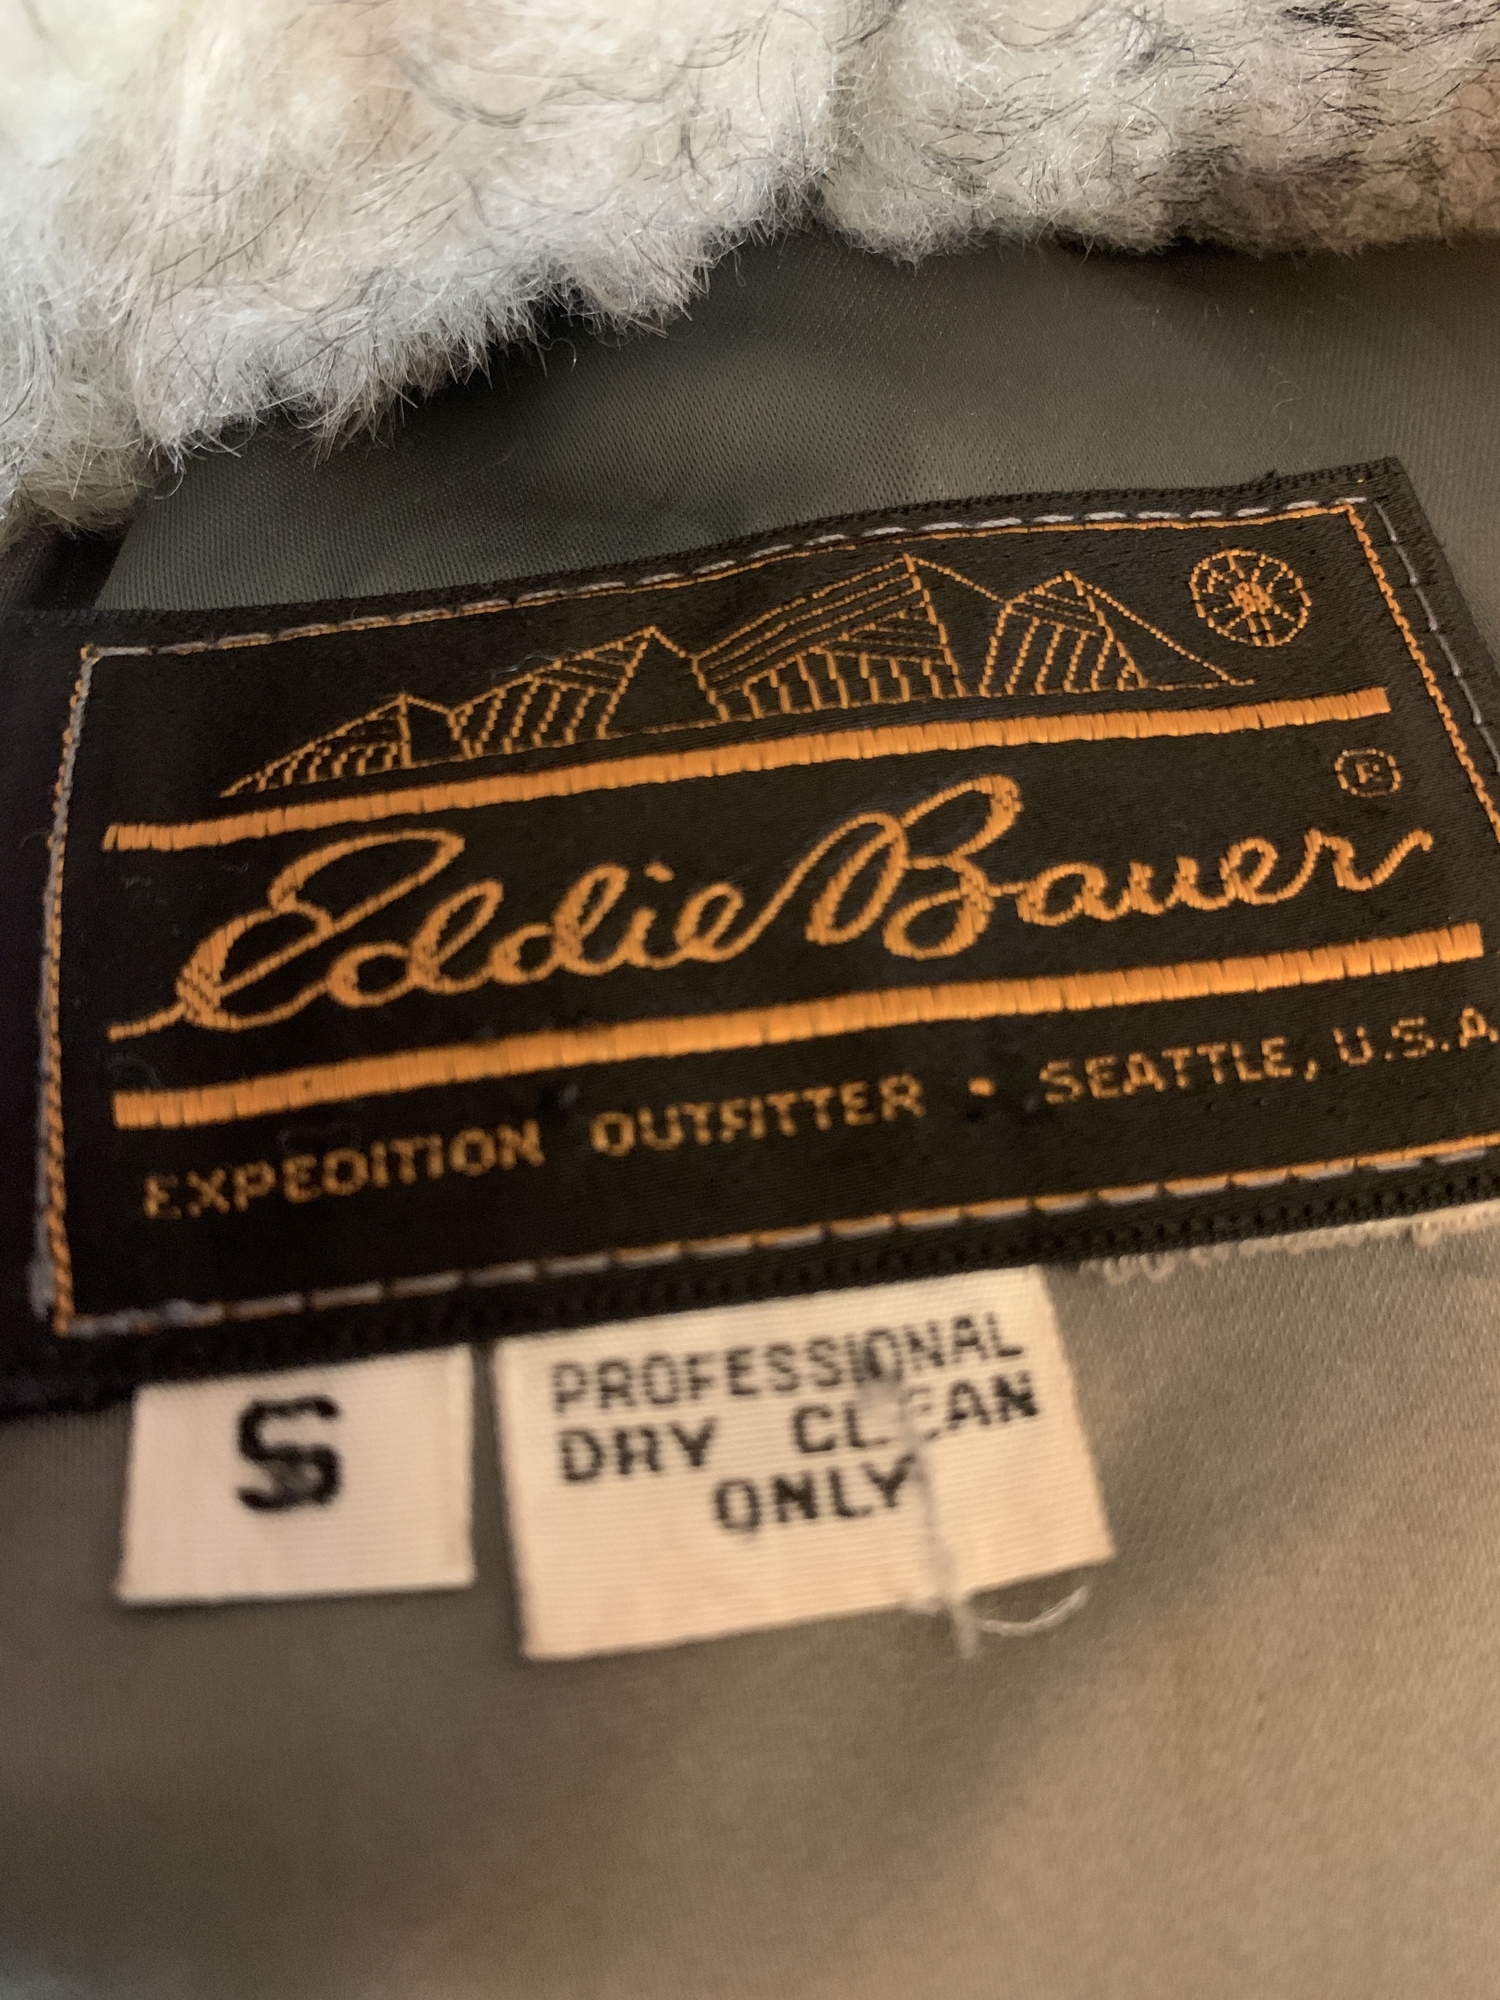 Eddie Bauer ®
EXPEDITION OUTFITTER • SEATTLE, U.S.A
S
PROFESSIONAL
DRY CLEAN
ONLY